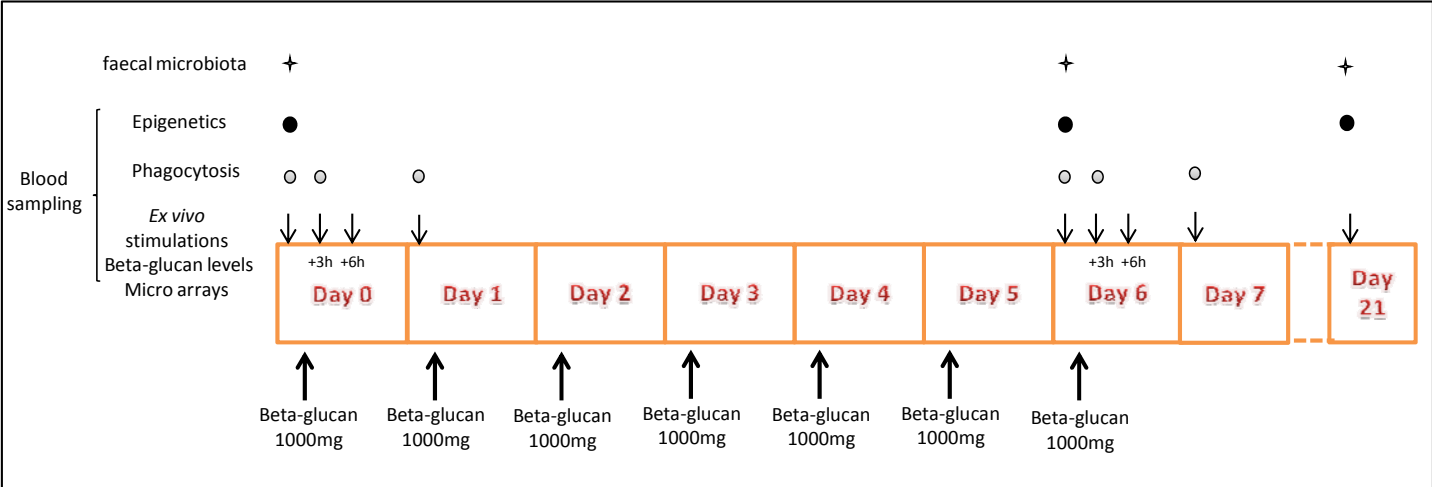 faecal microbiota
Epigenetics
Phagocytosis
Blood
sampling
Ex vivo
stimulations
Beta-glucan levels
Micro arrays
+3h +6h
+3h +6h
Day 0
Day 1
Day 2
Day 3
Day 4
Day 5
Day 6
Day 7
Day
21
Beta-glucan
1000mg
Beta-glucan
1000mg
Beta-glucan
1000mg
Beta-glucan
1000mg
Beta-glucan
1000mg
Beta-glucan
1000mg
Beta-glucan
1000mg